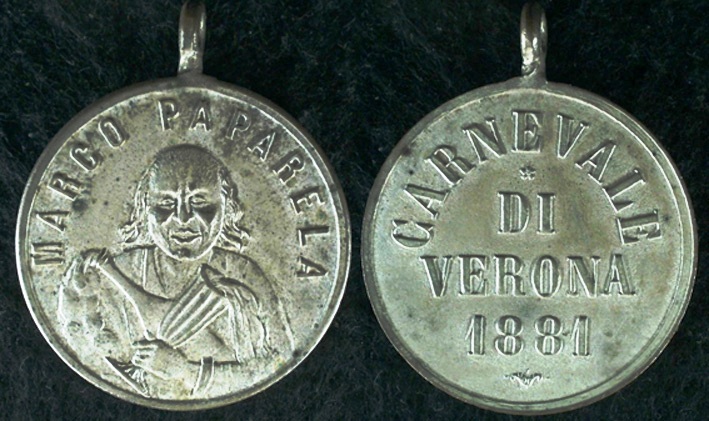 MARCO PAPARELA
CARNEVALE
*
DI
VERONA
1881